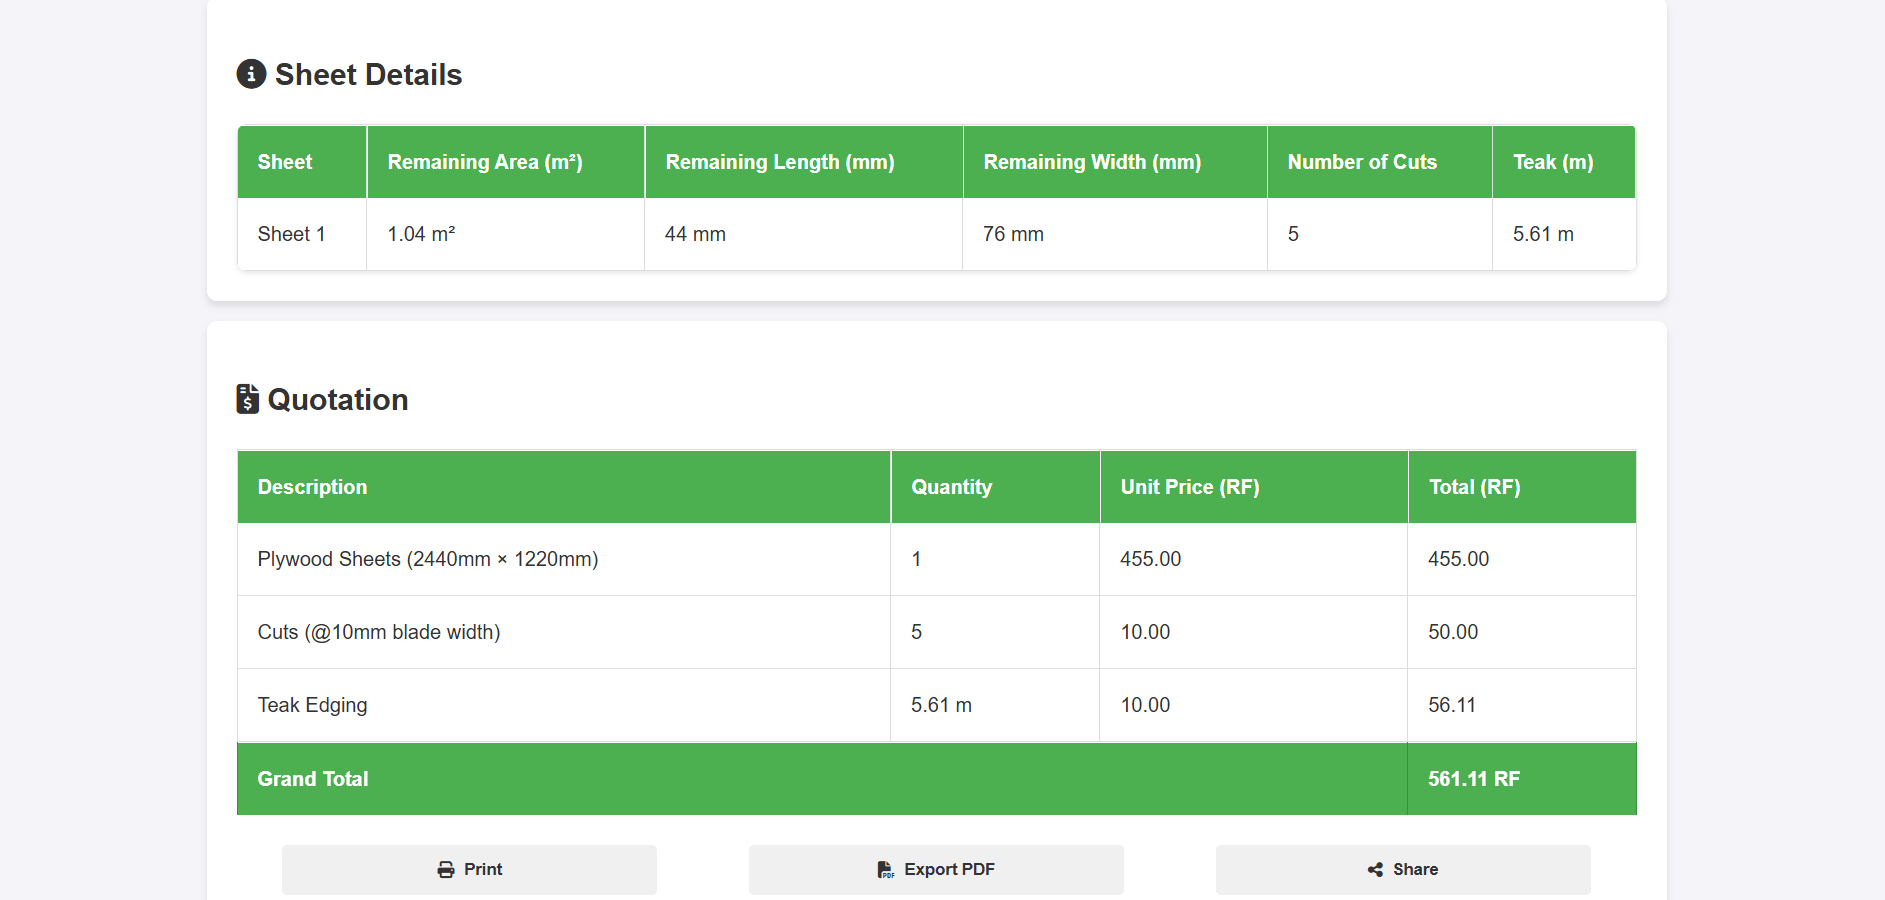 Sheet Details
Sheet Remaining Area (m²) Remaining Length (mm) Remaining Width (mm) Number of Cuts Teak (m)
Sheet 1 1.04 m² 44 mm 76 mm 5 5.61 m
Quotation
Description Quantity Unit Price (RF) Total (RF)
Plywood Sheets (2440mm × 1220mm) 1 455.00 455.00
Cuts (@10mm blade width) 5 10.00 50.00
Teak Edging 5.61 m 10.00 56.11
Grand Total 561.11 RF
Print Export PDF Share